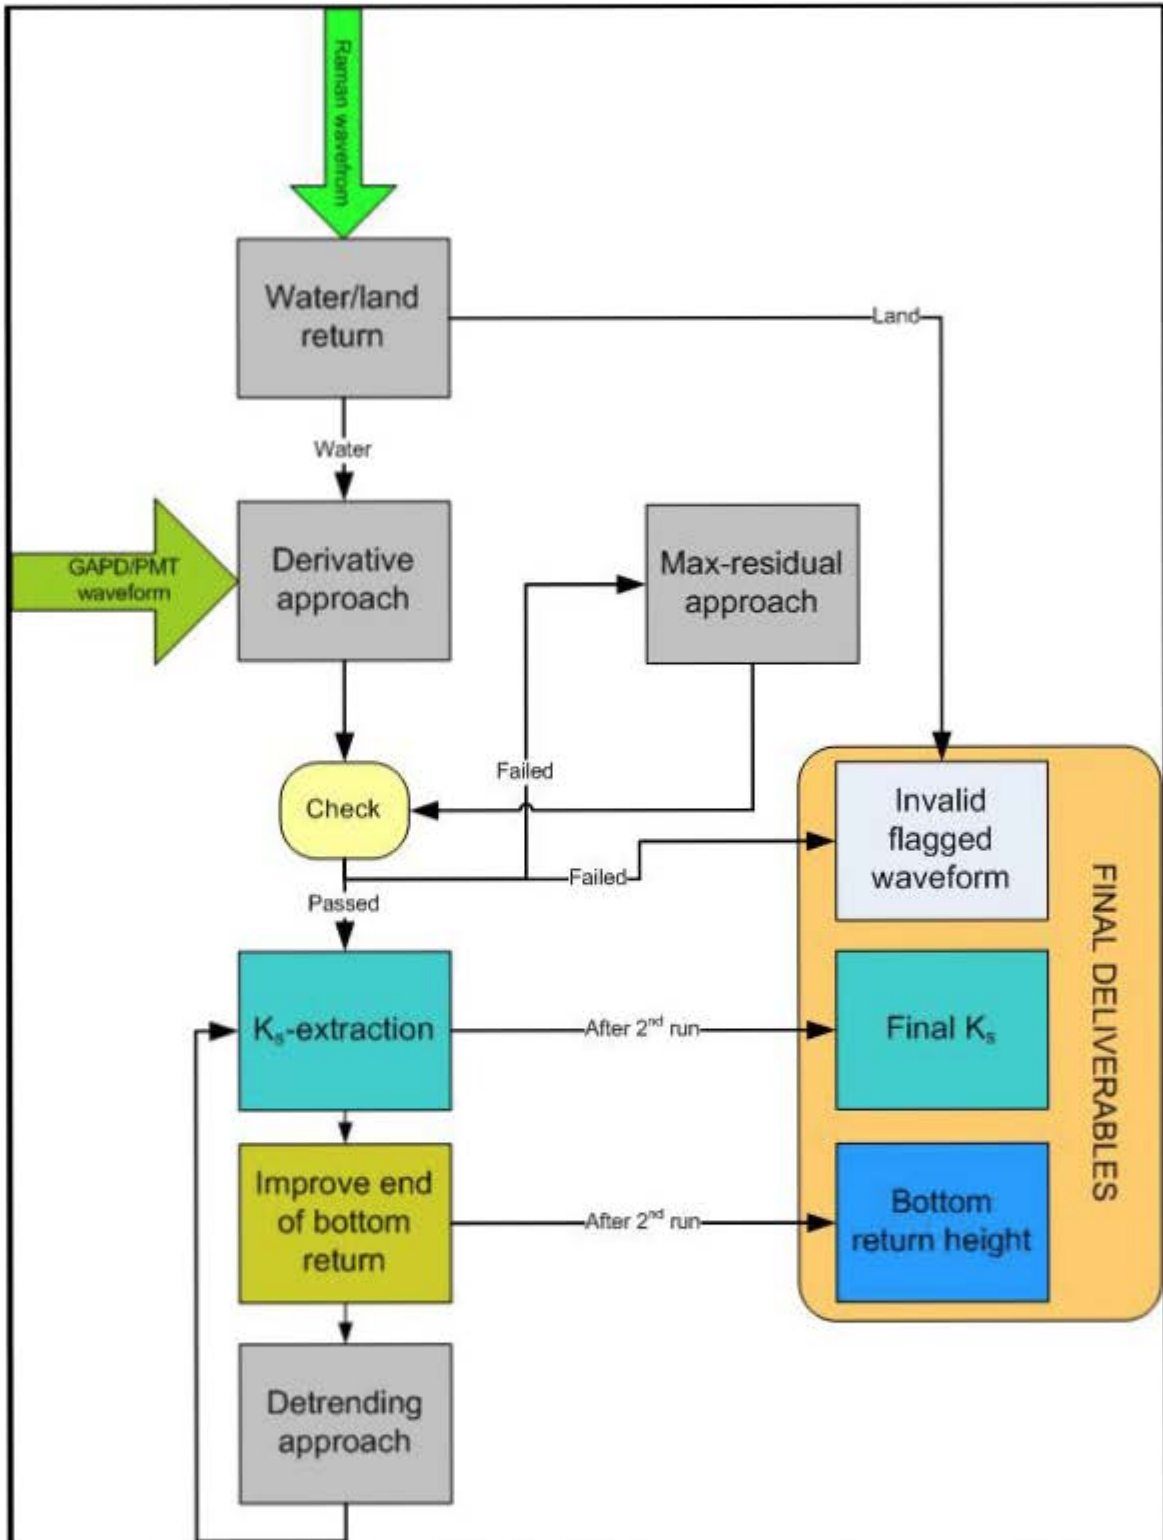 Raman wavefrom
Water/land
return
Land
Water
GAPD/PMT
waveform
Derivative
approach
Max-residual
approach
Failed
Check
Failed
Passed
Invalid
flagged
waveform
FINAL DELIVERABLES
Ks-extraction
After 2nd run
Final Ks
Improve end
of bottom
return
After 2nd run
Bottom
return height
Detrending
approach